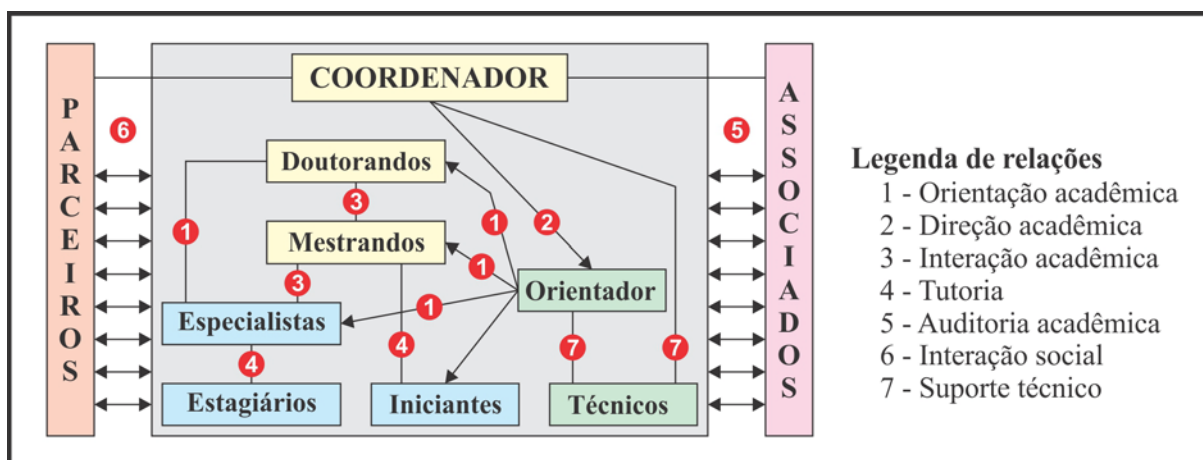 COORDENADOR
PARCEIROS
6
5
ASSOCIADOS
Doutorandos
3
1
1
2
Mestrandos
1
3
Orientador
Especialistas
1
4
4
7
7
Estagiários
Iniciantes
Técnicos
Legenda de relações
1 - Orientação acadêmica
2 - Direção acadêmica
3 - Interação acadêmica
4 - Tutoria
5 - Auditoria acadêmica
6 - Interação social
7 - Suporte técnico